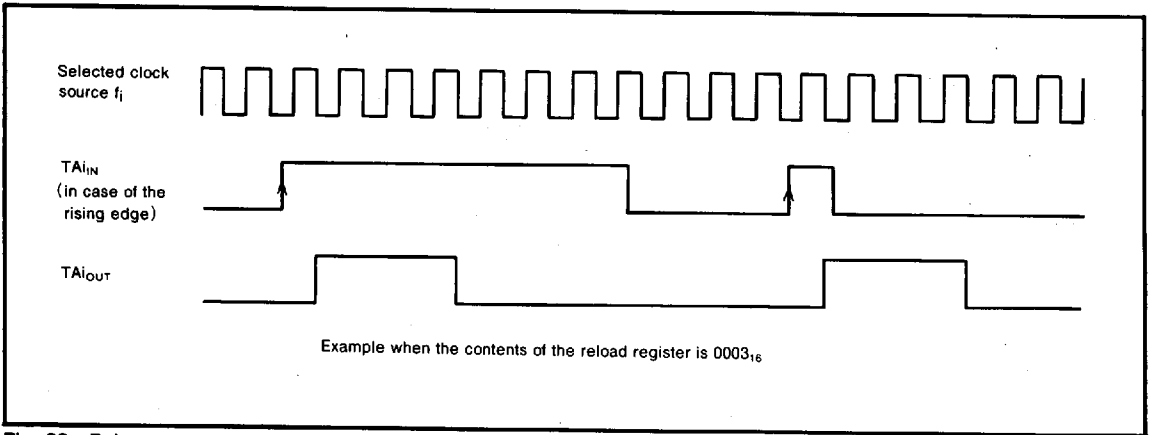 Selected clock
source fi
TAiIN
(in case of the
rising edge)
TAiOUT
Example when the contents of the reload register is 0003₁₆